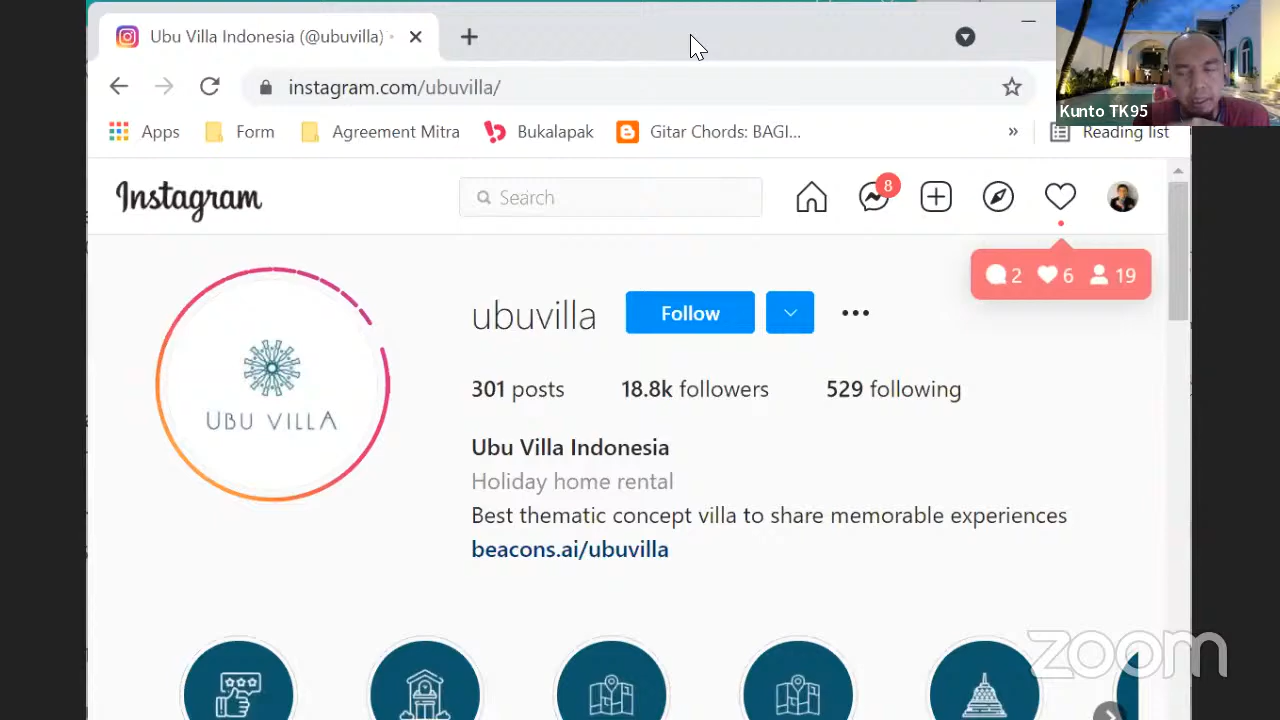 Ubu Villa Indonesia (@ubuvilla) •
instagram.com/ubuvilla/
Kunto TK95
Apps Form Agreement Mitra Bukalapak Gitar Chords: BAGI... » Reading list
Instagram Search 8
2 6 19
UBU VILLA
ubuvilla Follow
301 posts 18.8k followers 529 following
Ubu Villa Indonesia
Holiday home rental
Best thematic concept villa to share memorable experiences
beacons.ai/ubuvilla
zoom